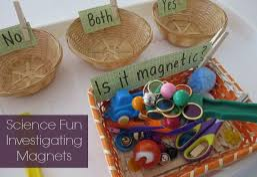 No
Both
Yes
Is it magnetic?
Science Fun
Investigating
Magnets